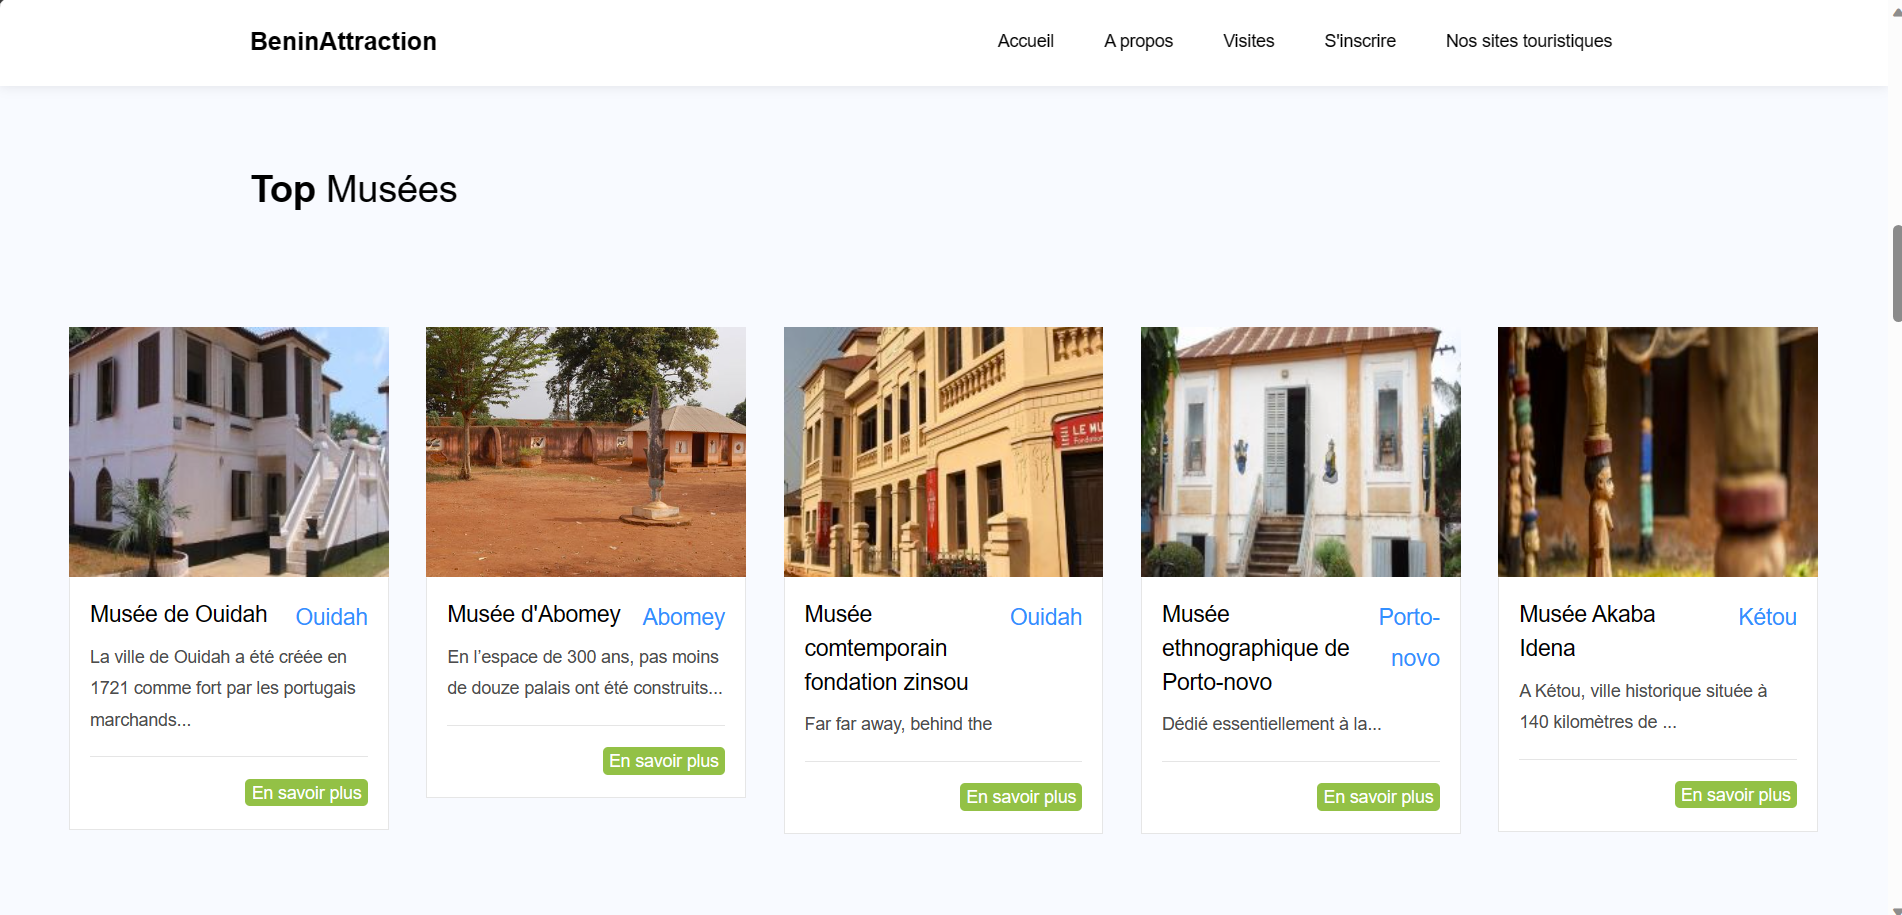 BeninAttraction
Accueil
A propos
Visites
S'inscrire
Nos sites touristiques
Top Musées
LE MU
Fondation
Musée de Ouidah
Ouidah
La ville de Ouidah a été créée en
1721 comme fort par les portugais
marchands...
En savoir plus
Musée d'Abomey
Abomey
En l’espace de 300 ans, pas moins
de douze palais ont été construits...
En savoir plus
Musée
comtemporain
fondation zinsou
Ouidah
Far far away, behind the
En savoir plus
Musée
ethnographique de
Porto-novo
Porto-
novo
Dédié essentiellement à la...
En savoir plus
Musée Akaba
Idena
Kétou
A Kétou, ville historique située à
140 kilomètres de ...
En savoir plus